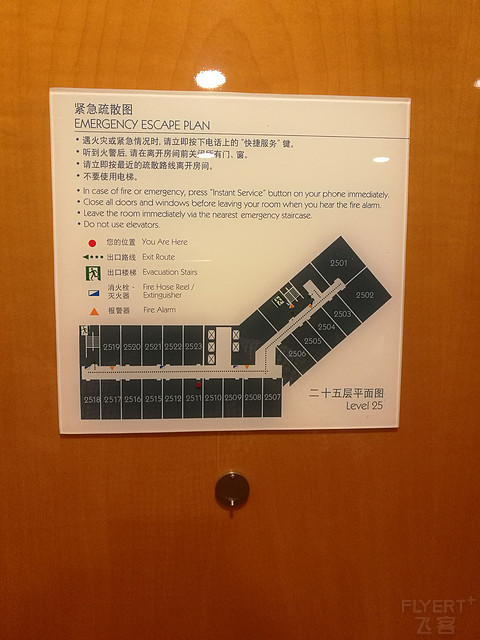 紧急疏散图
EMERGENCY ESCAPE PLAN
• 遇火灾或紧急情况时, 请立即按下电话上的 "快捷服务" 键。
• 听到火警后, 请在离开房间前关闭所有门、窗。
• 请立即按最近的疏散路线离开房间。
• 不要使用电梯。
• In case of fire or emergency, press "Instant Service" button on your phone immediately.
• Close all doors and windows before leaving your room when you hear the fire alarm.
• Leave the room immediately via the nearest emergency staircase.
• Do not use elevators.
您的位置 You Are Here
出口路线 Exit Route
出口楼梯 Evacuation Stairs
消火栓 - Fire Hose Reel /
灭火器 Extinguisher
报警器 Fire Alarm
2501
2502
2503
2504
2505
2506
2519 2520 2521 2522 2523
2518 2517 2516 2515 2512 2511 2510 2509 2508 2507
二十五层平面图
Level 25
FLYERT+
飞客